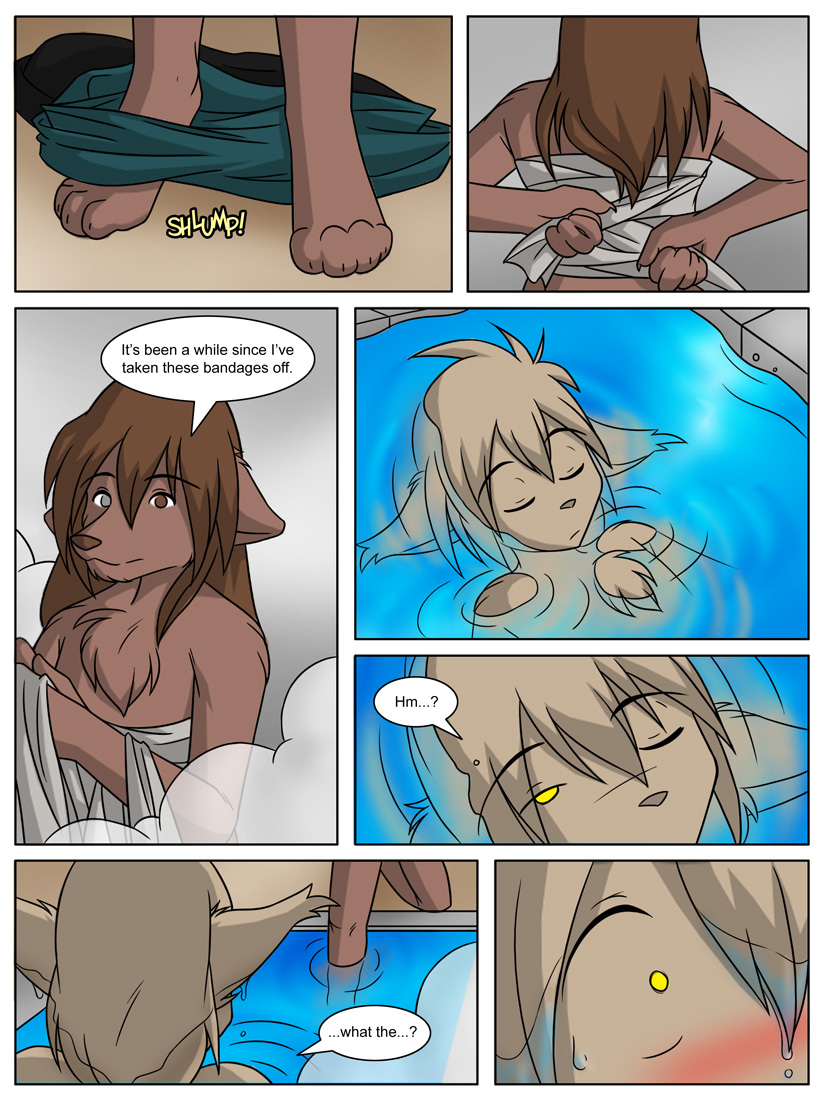 SHLUMP!
It's been a while since I've
taken these bandages off.
Hm...?
...what the...?